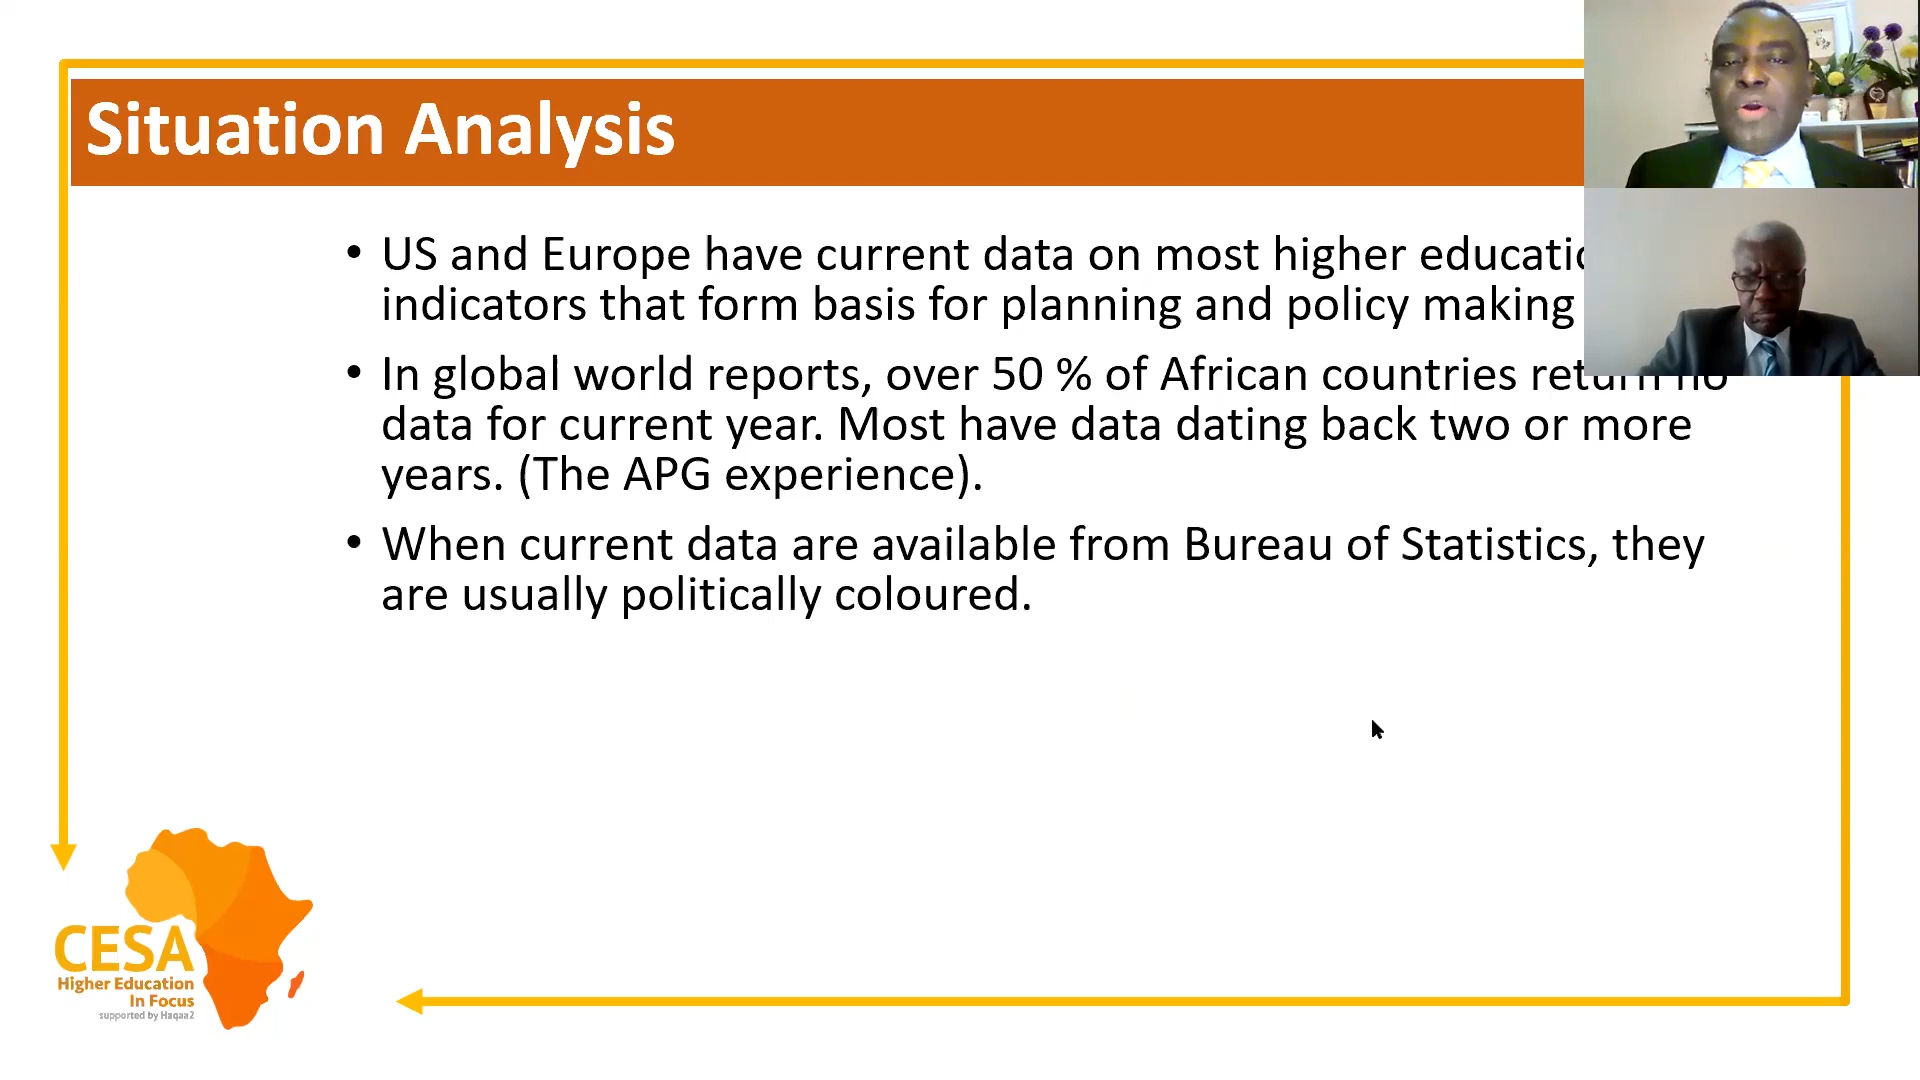 Situation Analysis
• US and Europe have current data on most higher
indicators that form basis for planning and policy making
• In global world reports, over 50 % of African countries return no
data for current year. Most have data dating back two or more
years. (The APG experience).
• When current data are available from Bureau of Statistics, they
are usually politically coloured.
CESA
Higher Education
In Focus
supported by Haqaa2